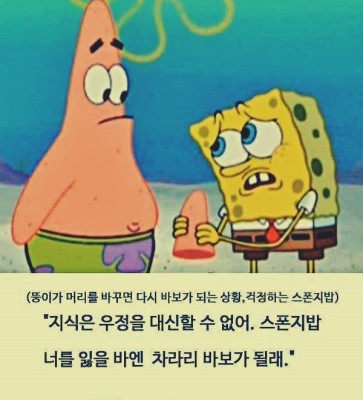 (뚱이가 머리를 바꾸면 다시 바보가 되는 상황,걱정하는 스폰지밥)
"지식은 우정을 대신할 수 없어. 스폰지밥
너를 잃을 바엔 차라리 바보가 될래."